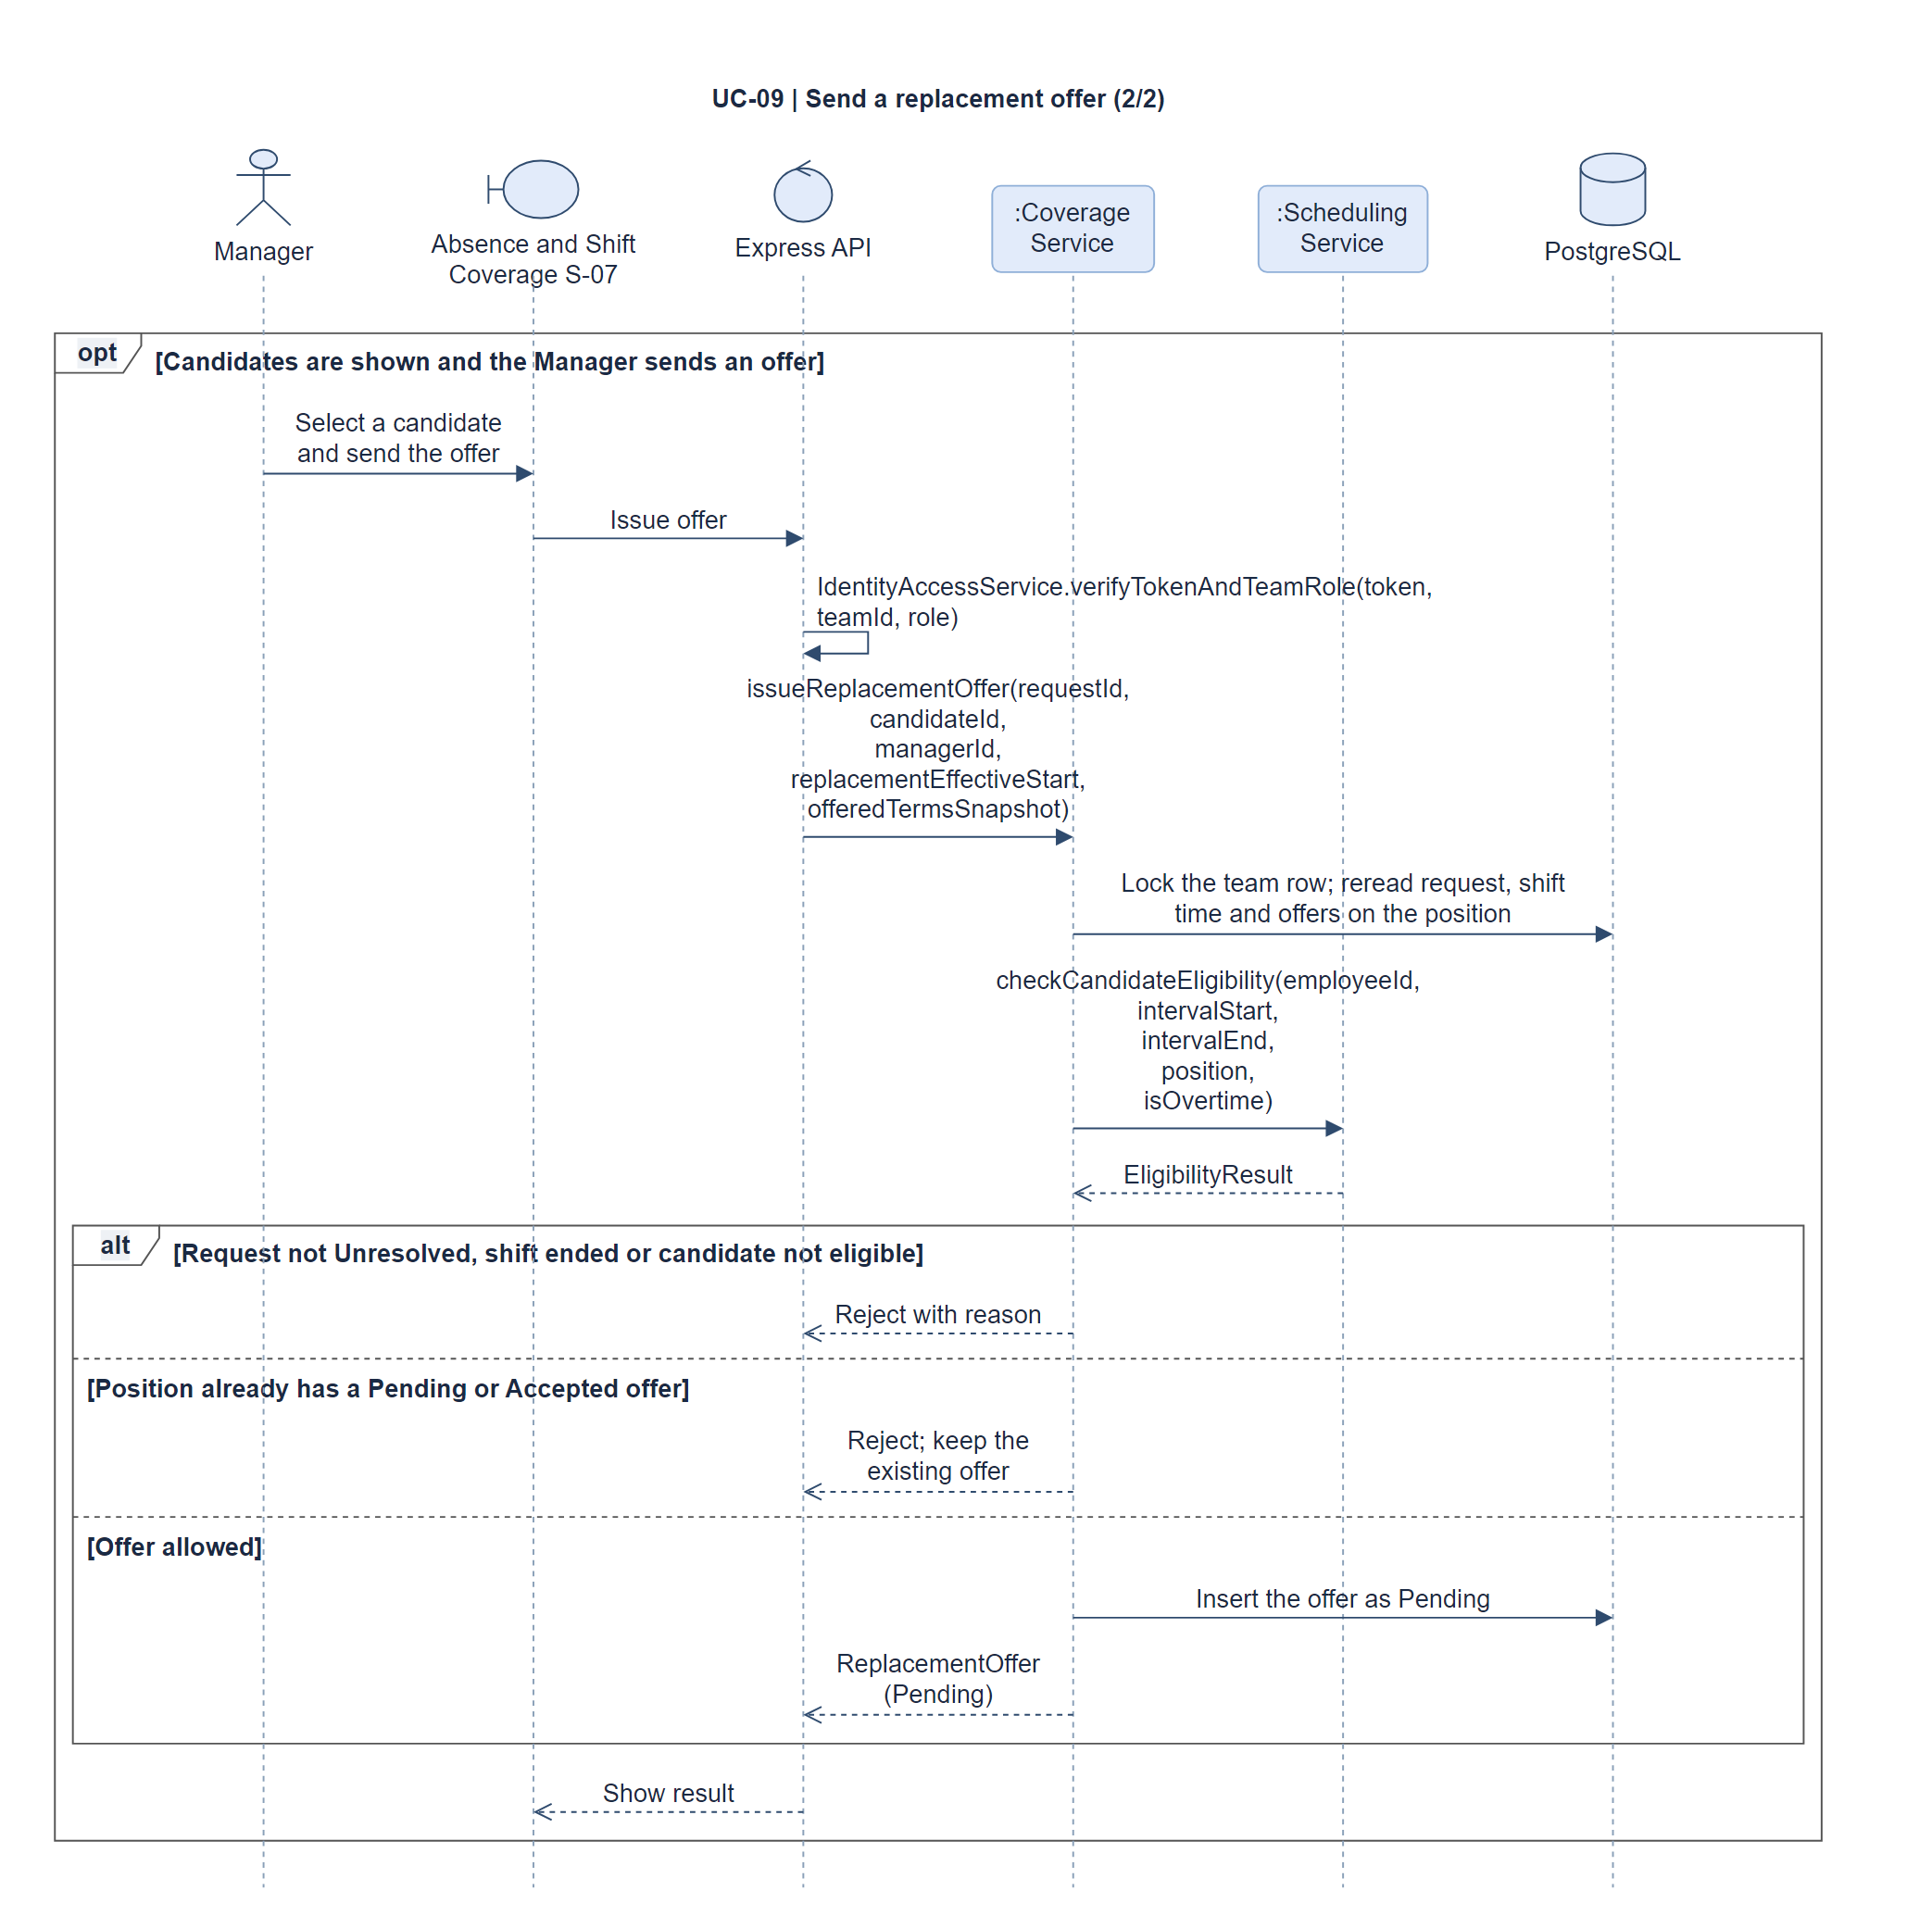 UC-09 | Send a replacement offer (2/2)
Manager
Absence and Shift
Coverage S-07
Express API
:Coverage
Service
:Scheduling
Service
PostgreSQL
opt
[Candidates are shown and the Manager sends an offer]
Select a candidate
and send the offer
Issue offer
IdentityAccessService.verifyTokenAndTeamRole(token,
teamId, role)
issueReplacementOffer(requestId,
candidateId,
managerId,
replacementEffectiveStart,
offeredTermsSnapshot)
Lock the team row; reread request, shift
time and offers on the position
checkCandidateEligibility(employeeId,
intervalStart,
intervalEnd,
position,
isOvertime)
EligibilityResult
alt
[Request not Unresolved, shift ended or candidate not eligible]
Reject with reason
[Position already has a Pending or Accepted offer]
Reject; keep the
existing offer
[Offer allowed]
Insert the offer as Pending
ReplacementOffer
(Pending)
Show result